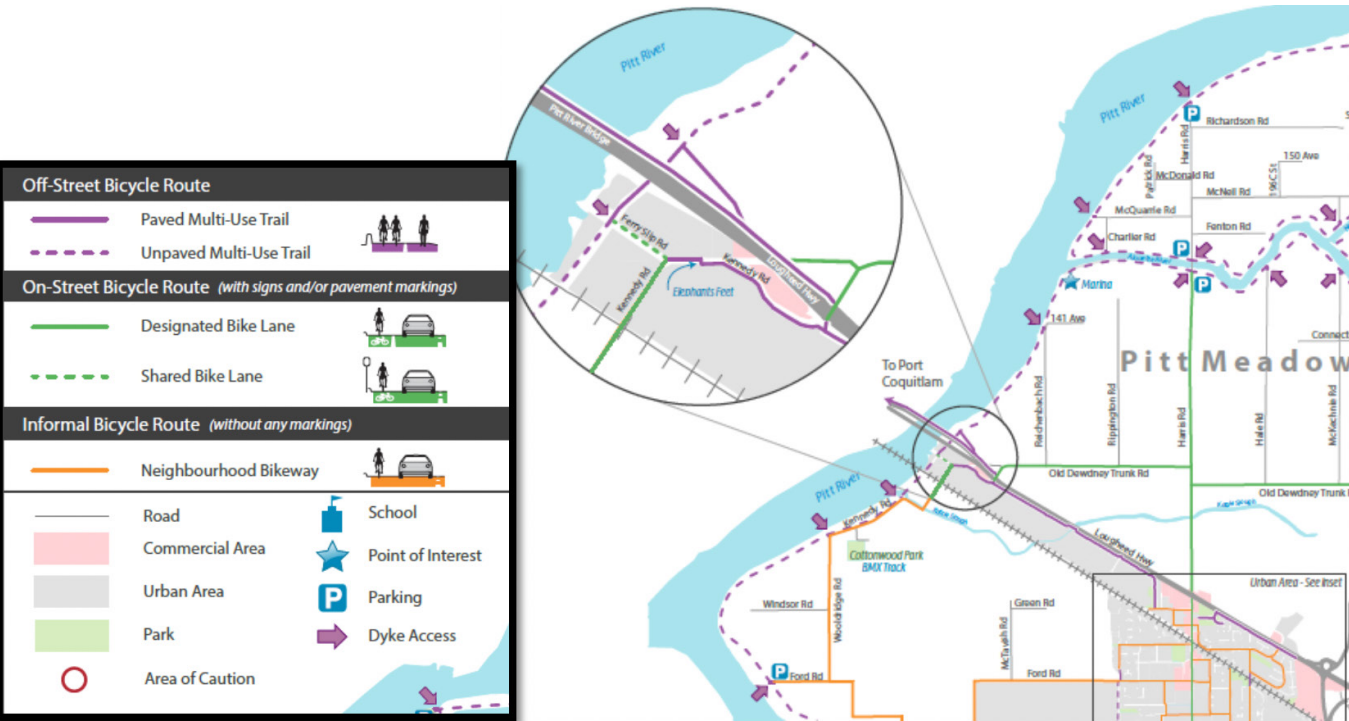 Off-Street Bicycle Route
Paved Multi-Use Trail
Unpaved Multi-Use Trail
On-Street Bicycle Route (with signs and/or pavement markings)
Designated Bike Lane
Shared Bike Lane
Informal Bicycle Route (without any markings)
Neighbourhood Bikeway
Road
Commercial Area
Urban Area
Park
Area of Caution
School
Point of Interest
P Parking
Dyke Access
Pitt River
Pitt River Bridge
Ferry Slip Rd
Kennedy Rd
Elephants Feet
Kennedy Rd
Lougheed Hwy
To Port
Coquitlam
Pitt River
P
Richardson Rd
Harris Rd
Patrick Rd
McDonald Rd
150 Ave
196C St
McNeil Rd
McQuarrie Rd
Fenton Rd
Charlier Rd
P
P
Marina
141 Ave
Connect
Pitt Meadow
Reichenbach Rd
Rippington Rd
Harris Rd
Hale Rd
McKechnie Rd
Old Dewdney Trunk Rd
Old Dewdney Trunk
Pitt River
Kennedy Rd
Lougheed Hwy
Cottonwood Park
BMX Track
Urban Area - See Inset
Windsor Rd
Wooldridge Rd
Green Rd
McTavish Rd
P
Ford Rd
Ford Rd